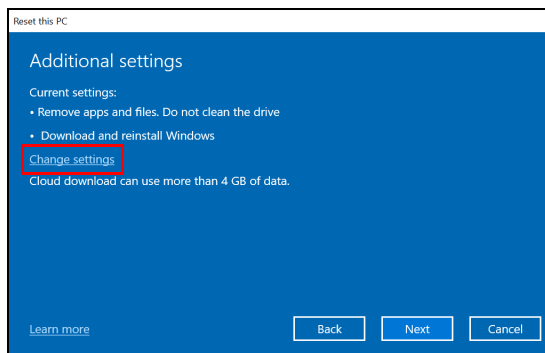 Reset this PC
Additional settings
Current settings:
• Remove apps and files. Do not clean the drive
• Download and reinstall Windows
Change settings
Cloud download can use more than 4 GB of data.
Learn more
Back
Next
Cancel